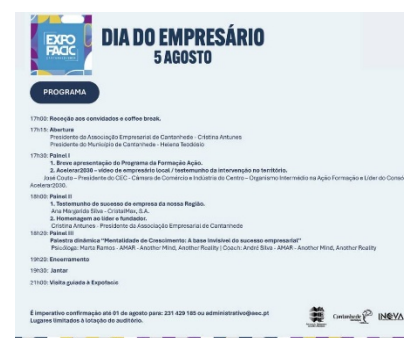 EXPO
FACIC
DIA DO EMPRESÁRIO
5 AGOSTO
PROGRAMA
17H00: Receção aos convidados e coffee break.
17H15: Abertura
Presidente da Associação Empresarial de Cantanhede - Cristina Antunes
Presidente do Município de Cantanhede - Helena Teodósio
17H30: Painel I
1. Breve apresentação do Programa da Formação Ação.
2. Acelerar2030 – vídeo de empresário local / testemunho da intervenção no território.
José Couto – Presidente do CEC - Câmara de Comércio e Indústria do Centro – Organismo Intermédio na Ação Formação e Líder do Consó
Acelerar2030.
18H00: Painel II
1. Testemunho de sucesso de empresa da nossa Região.
Ana Margarida Silva - CristalMax, S.A.
2. Homenagem ao líder e fundador.
Cristina Antunes - Presidente da Associação Empresarial de Cantanhede
18H20: Painel III
Palestra dinâmica "Mentalidade de Crescimento: A base invisível do sucesso empresarial"
Psicóloga: Marta Ramos - AMAR - Another Mind, Another Reality | Coach: André Silva - AMAR - Another Mind, Another Reality
19H20: Encerramento
19H30: Jantar
21H00: Visita guiada à Expofacic
É imperativo confirmação até 01 de agosto para: 231 429 185 ou administrativo@aec.pt
Lugares limitados à lotação do auditório.
Cantanhede
INOVA